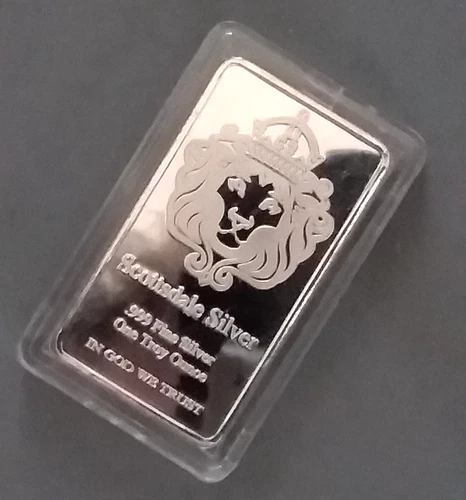 Scottsdale Silver
.999 Fine Silver
One Troy Ounce
IN GOD WE TRUST